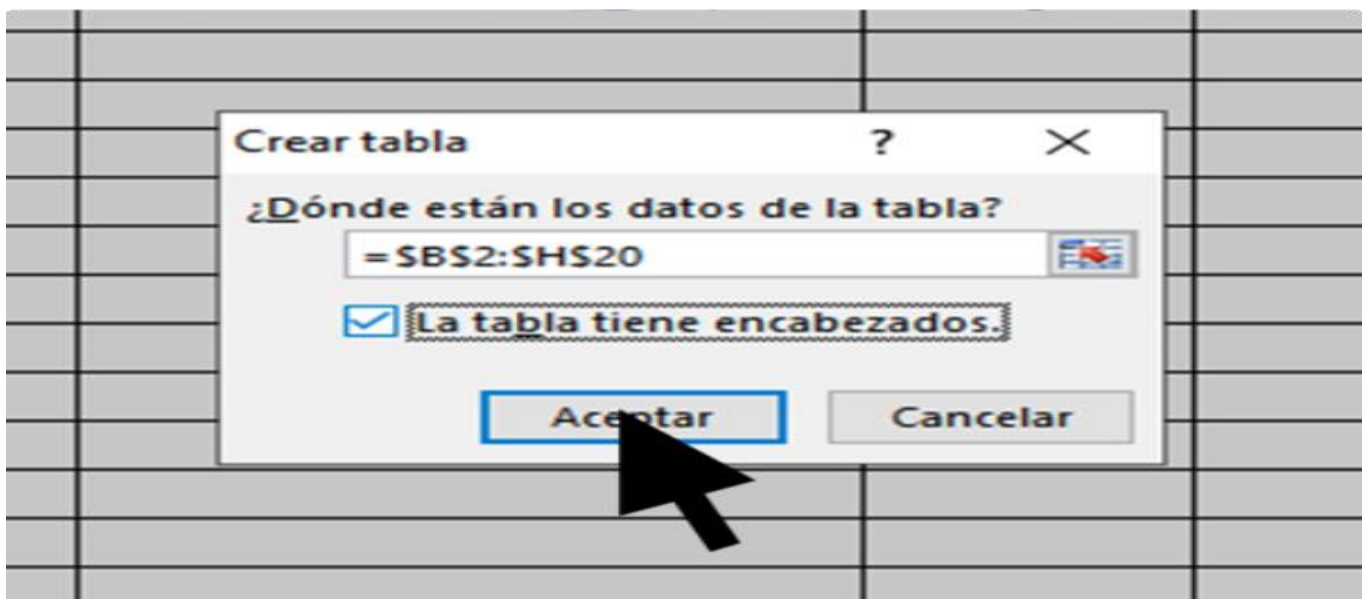 Crear tabla ?
¿Dónde están los datos de la tabla?
=$B$2:$H$20
La tabla tiene encabezados.
Aceptar Cancelar